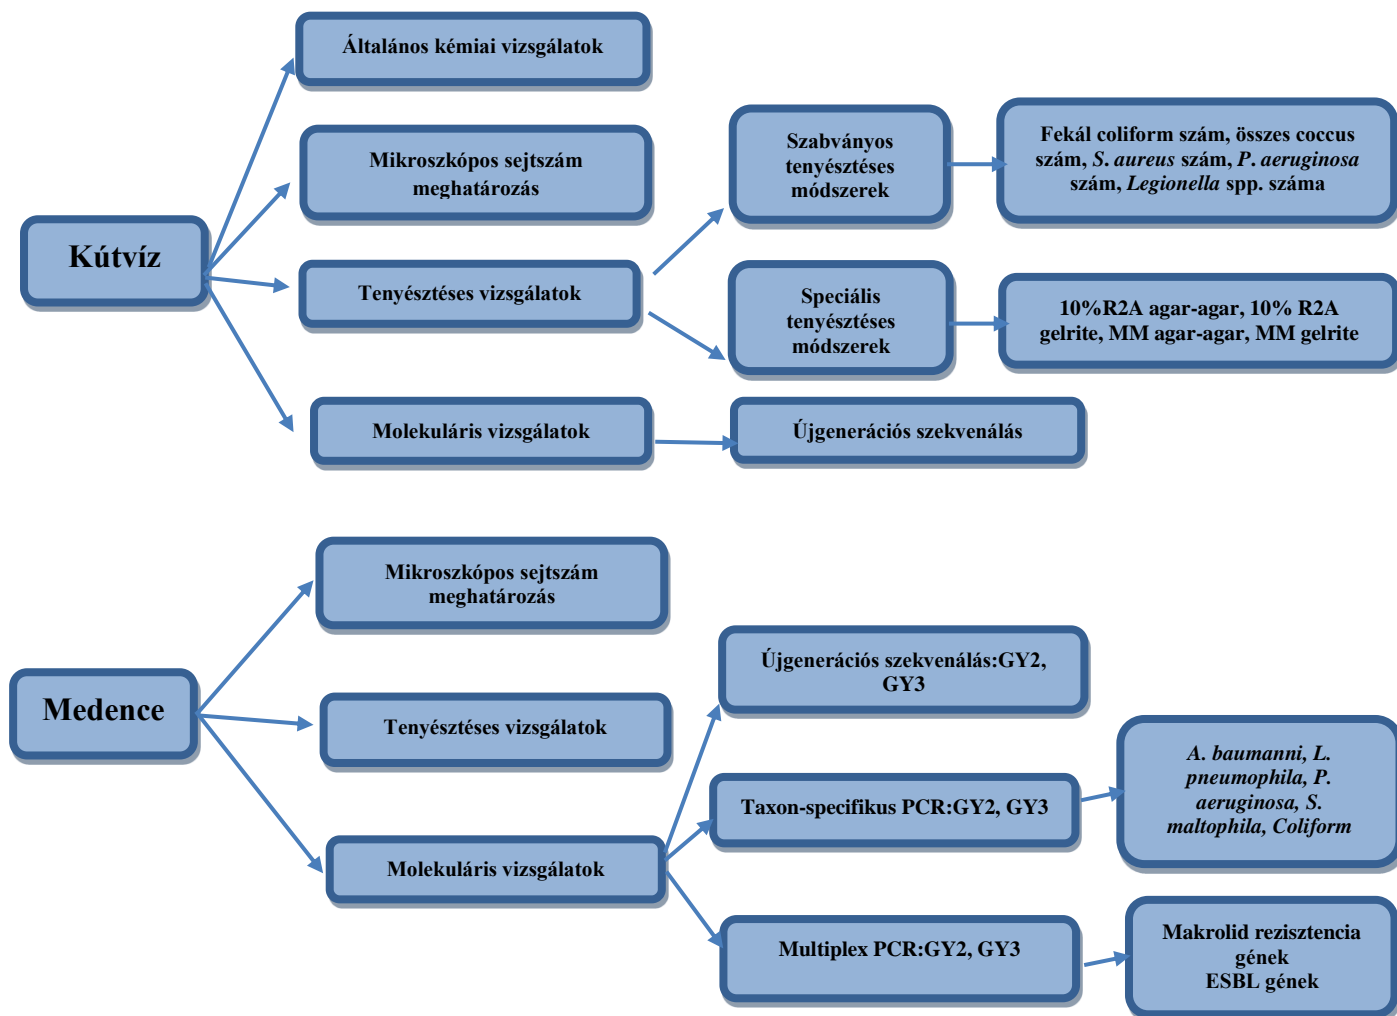 Kútvíz
Általános kémiai vizsgálatok
Mikroszkópos sejtszám
meghatározás
Tenyésztéses vizsgálatok
Szabványos
tenyésztéses
módszerek
Fekál coliform szám, összes coccus
szám, S. aureus szám, P. aeruginosa
szám, Legionella spp. száma
Speciális
tenyésztéses
módszerek
10%R2A agar-agar, 10% R2A
gelrite, MM agar-agar, MM gelrite
Molekuláris vizsgálatok
Újgenerációs szekvenálás
Medence
Mikroszkópos sejtszám
meghatározás
Tenyésztéses vizsgálatok
Molekuláris vizsgálatok
Újgenerációs szekvenálás:GY2,
GY3
Taxon-specifikus PCR:GY2, GY3
A. baumanni, L.
pneumophila, P.
aeruginosa, S.
maltophila, Coliform
Multiplex PCR:GY2, GY3
Makrolid rezisztencia
gének
ESBL gének